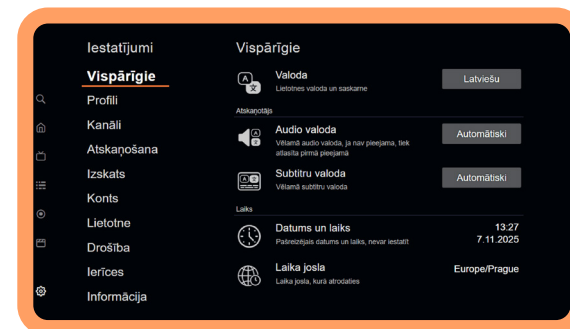 Iestatījumi
Vispārīgie
Profili
Kanāli
Atskaņošana
Izskats
Konts
Lietotne
Drošība
Ierīces
Informācija
Vispārīgie
Valoda
Lietotnes valoda un saskarne
Latviešu
Atskaņotājs
Audio valoda
Vēlamā audio valoda, ja nav pieejama, tiek
atlasīta pirmā pieejamā
Automātiski
Subtitru valoda
Vēlamā subtitru valoda
Automātiski
Laiks
Datums un laiks
Pašreizējais datums un laiks, nevar iestatīt
13:27
7.11.2025
Laika josla
Laika josla, kurā atrodaties
Europe/Prague